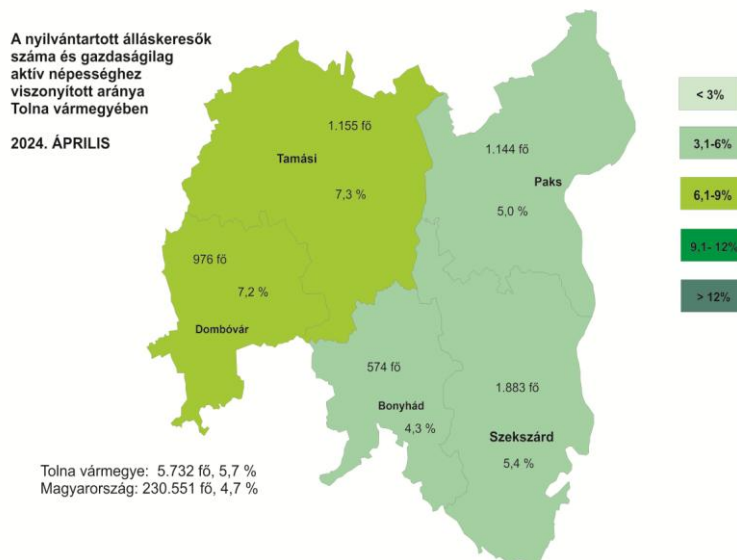 A nyilvántartott álláskeresők
száma és gazdaságilag
aktív népességhez
viszonyított aránya
Tolna vármegyében
2024. ÁPRILIS
1.155 fő
Tamási
7,3 %
1.144 fő
Paks
5,0 %
976 fő
7,2 %
Dombóvár
574 fő
Bonyhád
4,3 %
1.883 fő
Szekszárd
5,4 %
< 3%
3,1-6%
6,1-9%
9,1- 12%
> 12%
Tolna vármegye: 5.732 fő, 5,7 %
Magyarország: 230.551 fő, 4,7 %